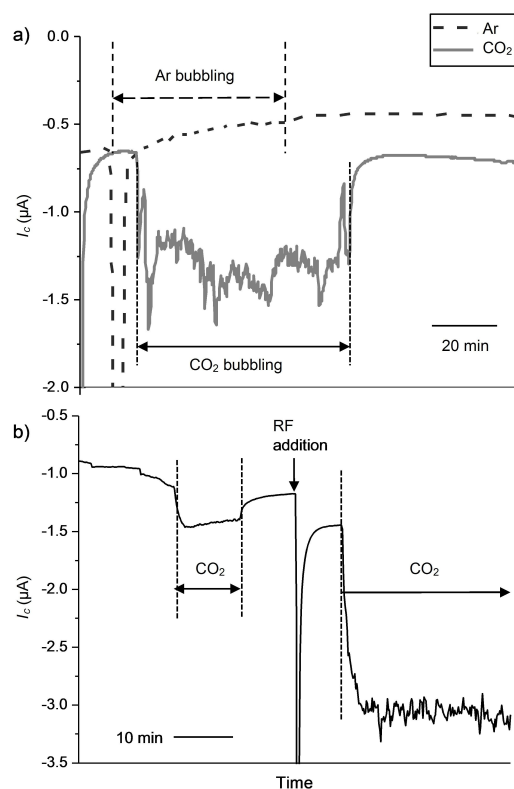 a)
0.0
-0.5
-1.0
-1.5
-2.0
I_c (µA)
Ar
CO₂
Ar bubbling
CO₂ bubbling
20 min
b)
-0.5
-1.0
-1.5
-2.0
-2.5
-3.0
-3.5
I_c (µA)
RF
addition
CO₂
CO₂
10 min
Time